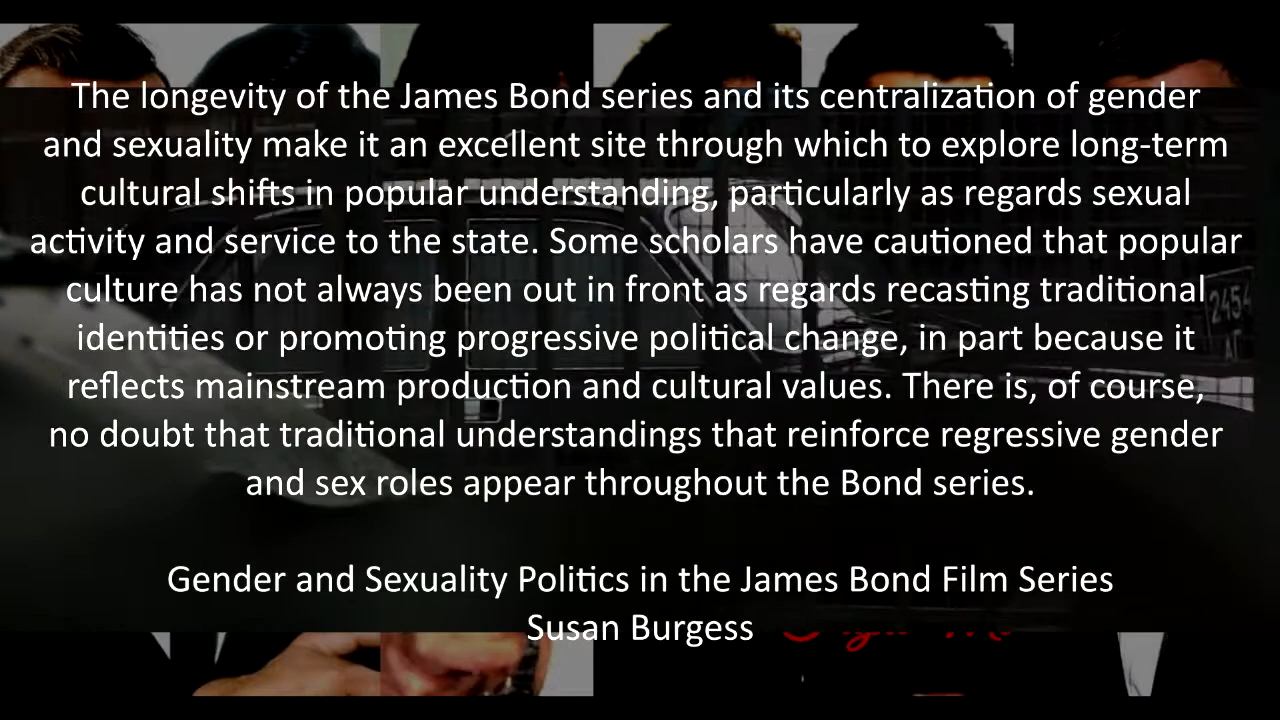 The longevity of the James Bond series and its centralization of gender
and sexuality make it an excellent site through which to explore long-term
cultural shifts in popular understanding, particularly as regards sexual
activity and service to the state. Some scholars have cautioned that popular
culture has not always been out in front as regards recasting traditional
2454
identities or promoting progressive political change, in part because it
AT
reflects mainstream production and cultural values. There is, of course,
no doubt that traditional understandings that reinforce regressive gender
and sex roles appear throughout the Bond series.
Gender and Sexuality Politics in the James Bond Film Series
Susan Burgess